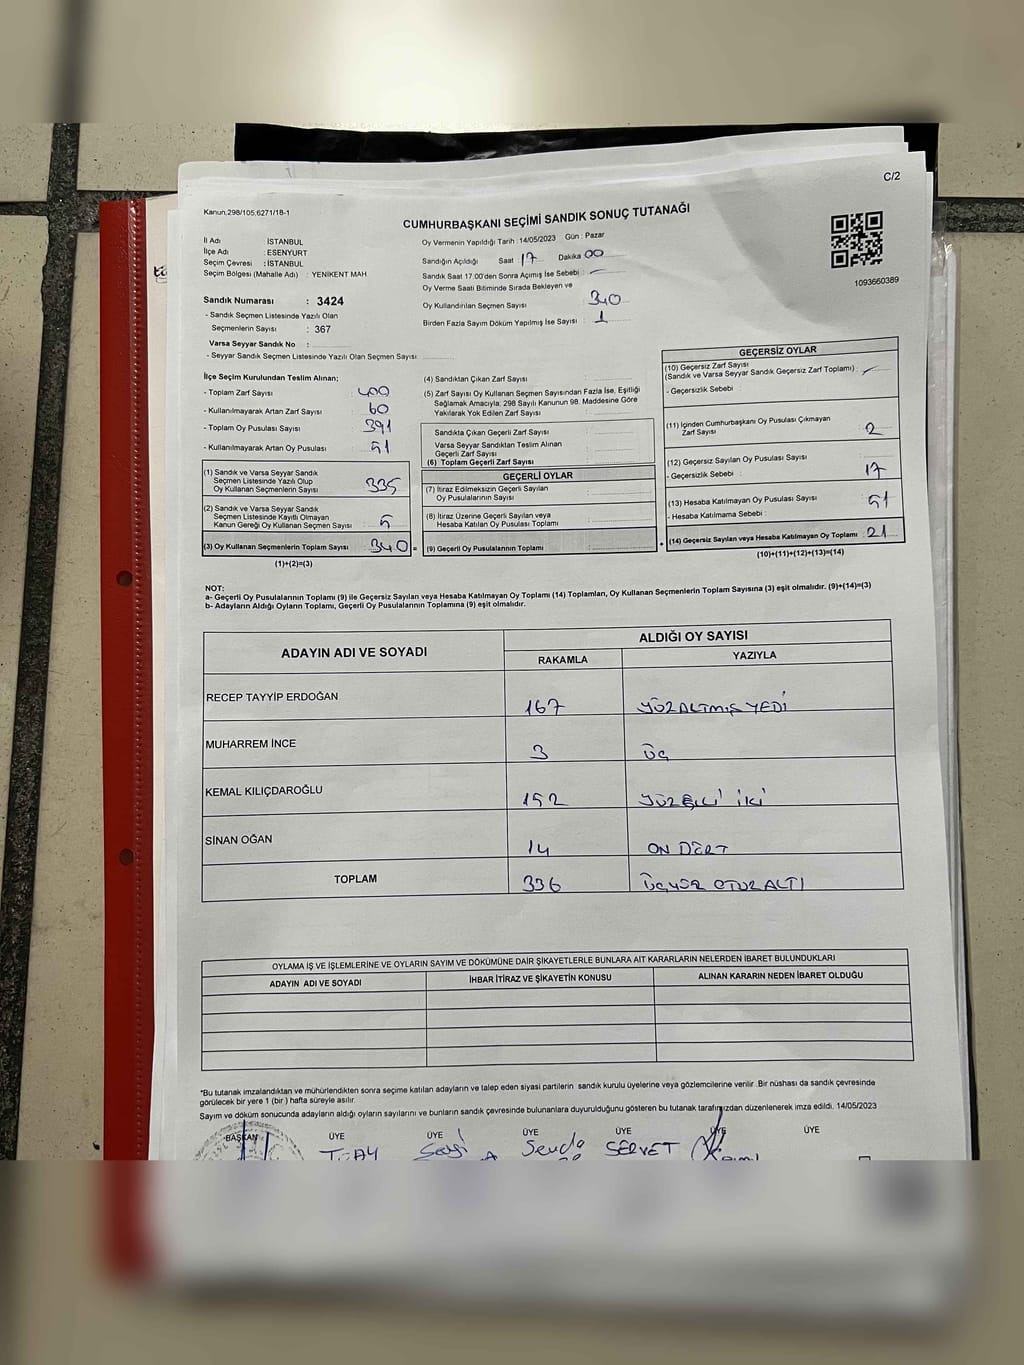 C/2
Kanun,298/105,6271/18-1
CUMHURBAŞKANI SEÇİMİ SANDIK SONUÇ TUTANAĞI
İl Adı : İSTANBUL
İlçe Adı : ESENYURT
Seçim Çevresi : İSTANBUL
Seçim Bölgesi (Mahalle Adı) : YENİKENT MAH
Sandık Numarası : 3424
- Sandık Seçmen Listesinde Yazılı Olan
Seçmenlerin Sayısı : 367
Varsa Seyyar Sandık No :
- Seyyar Sandık Seçmen Listesinde Yazılı Olan Seçmen Sayısı :
Oy Vermenin Yapıldığı Tarih : 14/05/2023 Gün : Pazar
Sandığın Açıldığı Saat 17 Dakika 00
Sandık Saat 17.00'den Sonra Açımış İse Sebebi : —
Oy Verme Saati Bitiminde Sırada Bekleyen ve
Oy Kullandırılan Seçmen Sayısı 340
Birden Fazla Sayım Döküm Yapılmış İse Sayısı : 1
1093660389
İlçe Seçim Kurulundan Teslim Alınan;
- Toplam Zarf Sayısı 400
- Kullanılmayarak Artan Zarf Sayısı 60
- Toplam Oy Pusulası Sayısı 391
- Kullanılmayarak Artan Oy Pusulası 51
(1) Sandık ve Varsa Seyyar Sandık
Seçmen Listesinde Yazılı Olup
Oy Kullanan Seçmenlerin Sayısı 335
(2) Sandık ve Varsa Seyyar Sandık
Seçmen Listesinde Kayıtlı Olmayan
Kanun Gereği Oy Kullanan Seçmen Sayısı 5
(3) Oy Kullanan Seçmenlerin Toplam Sayısı 340
(1)+(2)=(3)
(4) Sandıktan Çıkan Zarf Sayısı :
(5) Zarf Sayısı Oy Kullanan Seçmen Sayısından Fazla İse, Eşitliği
Sağlamak Amacıyla; 298 Sayılı Kanunun 98. Maddesine Göre
Yakılarak Yok Edilen Zarf Sayısı :
Sandıkta Çıkan Geçerli Zarf Sayısı :
Varsa Seyyar Sandıktan Teslim Alınan
Geçerli Zarf Sayısı :
(6) Toplam Geçerli Zarf Sayısı :
GEÇERLİ OYLAR
(7) İtiraz Edilmeksizin Geçerli Sayılan
Oy Pusulalarının Sayısı :
(8) İtiraz Üzerine Geçerli Sayılan veya
Hesaba Katılan Oy Pusulası Toplamı :
(9) Geçerli Oy Pusulalarının Toplamı :
GEÇERSİZ OYLAR
(10) Geçersiz Zarf Sayısı
(Sandık ve Varsa Seyyar Sandık Geçersiz Zarf Toplamı) : —
- Geçersizlik Sebebi :
(11) İçinden Cumhurbaşkanı Oy Pusulası Çıkmayan
Zarf Sayısı : 2
(12) Geçersiz Sayılan Oy Pusulası Sayısı :
- Geçersizlik Sebebi : 17
(13) Hesaba Katılmayan Oy Pusulası Sayısı : 51
- Hesaba Katılmama Sebebi :
(14) Geçersiz Sayılan veya Hesaba Katılmayan Oy Toplamı : 21
(10)+(11)+(12)+(13)=(14)
NOT:
a- Geçerli Oy Pusulalarının Toplamı (9) ile Geçersiz Sayılan veya Hesaba Katılmayan Oy Toplamı (14) Toplamları, Oy Kullanan Seçmenlerin Toplam Sayısına (3) eşit olmalıdır. (9)+(14)=(3)
b- Adayların Aldığı Oyların Toplamı, Geçerli Oy Pusulalarının Toplamına (9) eşit olmalıdır.
ADAYIN ADI VE SOYADI ALDIĞI OY SAYISI
RAKAMLA YAZIYLA
RECEP TAYYİP ERDOĞAN 167 YÜZALTMIŞ YEDİ
MUHARREM İNCE 3 ÜÇ
KEMAL KILIÇDAROĞLU 152 YÜZELLİ İKİ
SİNAN OĞAN 14 ON DÖRT
TOPLAM 336 ÜÇYÜZ OTUZALTI
OYLAMA İŞ VE İŞLEMLERİNE VE OYLARIN SAYIM VE DÖKÜMÜNE DAİR ŞİKAYETLERLE BUNLARA AİT KARARLARIN NELERDEN İBARET BULUNDUKLARI
ADAYIN ADI VE SOYADI İHBAR İTİRAZ VE ŞİKAYETİN KONUSU ALINAN KARARIN NEDEN İBARET OLDUĞU
*Bu tutanak imzalandıktan ve mühürlendikten sonra seçime katılan adayların ve talep eden siyasi partilerin sandık kurulu üyelerine veya gözlemcilerine verilir .Bir nüshası da sandık çevresinde
görülecek bir yere 1 (bir ) hafta süreyle asılır.
Sayım ve döküm sonucunda adayların aldığı oyların sayılarını ve bunların sandık çevresinde bulunanlara duyurulduğunu gösteren bu tutanak tarafımızdan düzenlenerek imza edildi. 14/05/2023
BAŞKAN ÜYE ÜYE ÜYE ÜYE ÜYE ÜYE
Sevda SERVET